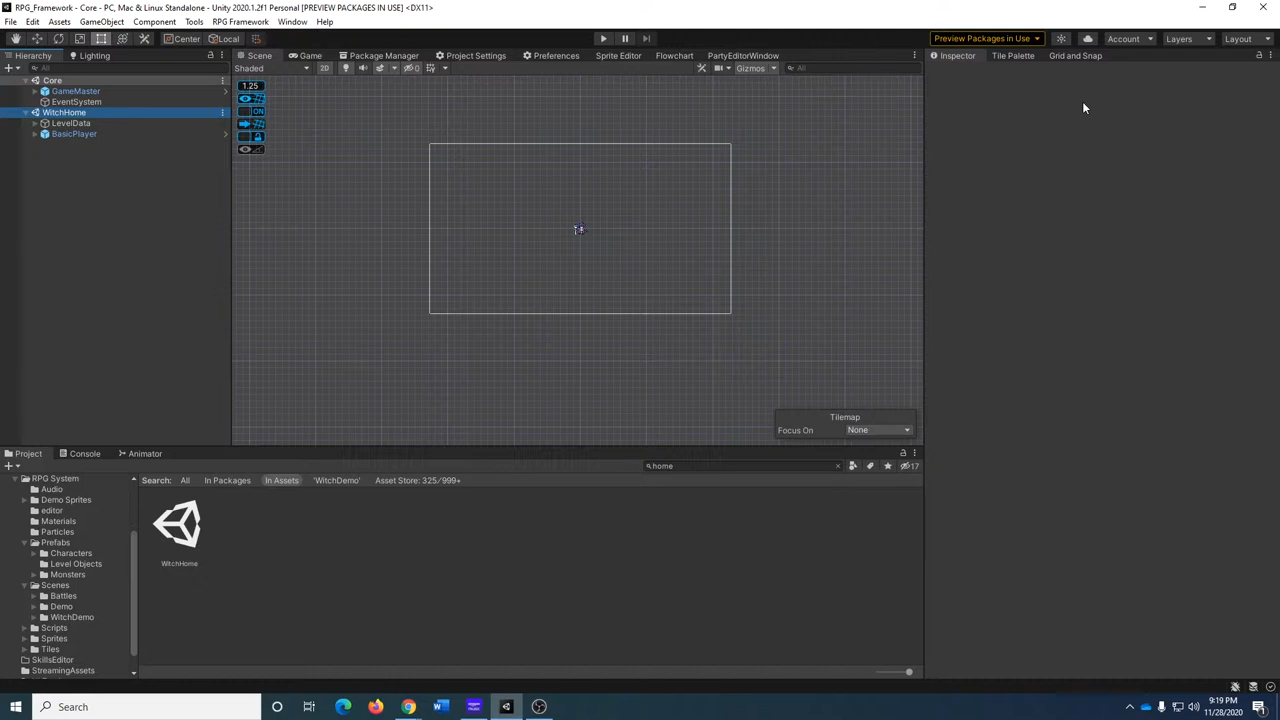 RPG_Framework - Core - PC, Mac & Linux Standalone - Unity 2020.1.2f1 Personal [PREVIEW PACKAGES IN USE] <DX11>
File Edit Assets GameObject Component Tools RPG Framework Window Help
Center Local Preview Packages in Use Account Layers Layout
Hierarchy Lighting Scene Game Package Manager Project Settings Preferences Sprite Editor Flowchart PartyEditorWindow Inspector Tile Palette Grid and Snap
All Shaded 2D 0 Gizmos All
Core
GameMaster
EventSystem
WitchHome
LevelData
BasicPlayer
1.25
ON
Tilemap
Focus On None
Project Console Animator
home 17
Search: All In Packages In Assets 'WitchDemo' Asset Store: 325/999+
RPG System
Audio
Demo Sprites
editor
Materials
Particles
Prefabs
Characters
Level Objects
Monsters
Scenes
Battles
Demo
WitchDemo
Scripts
Sprites
Tiles
SkillsEditor
StreamingAssets
WitchHome
Search
9:19 PM
11/28/2020